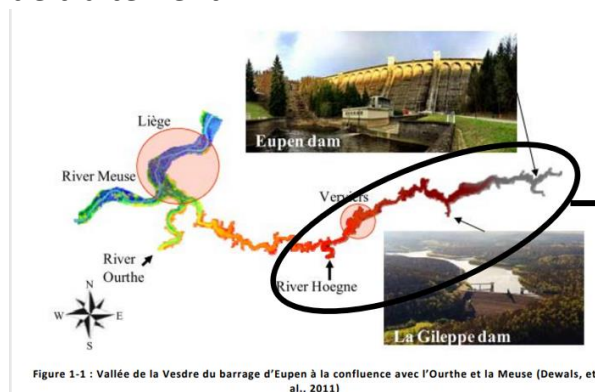 Liège
Eupen dam
River Meuse
Verviers
River
Ourthe
River Hoegne
N
W
E
S
La Gileppe dam
Figure 1-1 : Vallée de la Vesdre du barrage d'Eupen à la confluence avec l'Ourthe et la Meuse (Dewals, et
al., 2011)